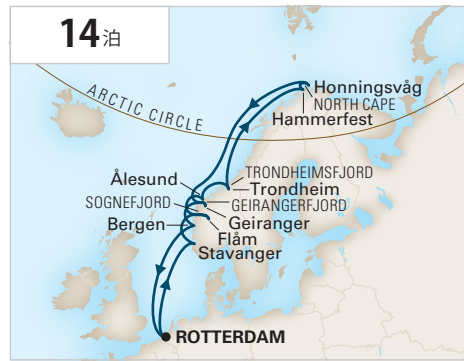 14泊
ARCTIC CIRCLE
Honningsvåg
NORTH CAPE
Hammerfest
Ålesund
TRONDHEIMSFJORD
Trondheim
SOGNEFJORD
GEIRANGERFJORD
Geiranger
Bergen
Flåm
Stavanger
ROTTERDAM